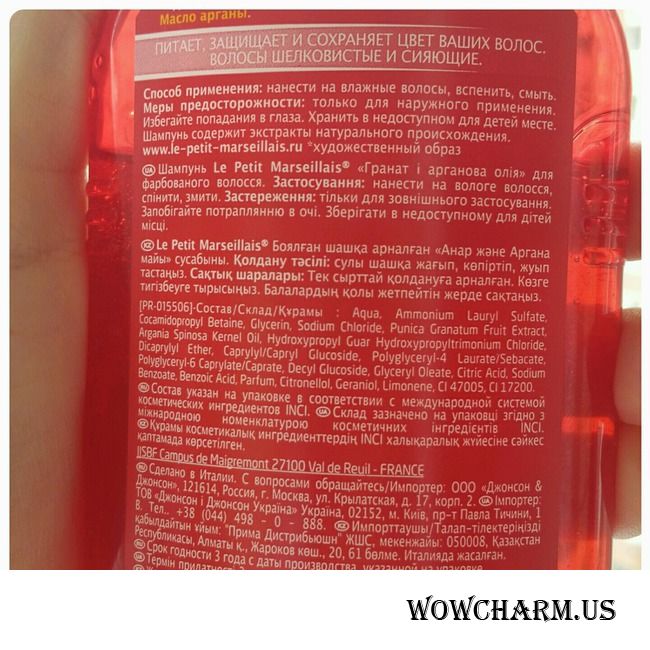 Масло арганы.
ПИТАЕТ, ЗАЩИЩАЕТ И СОХРАНЯЕТ ЦВЕТ ВАШИХ ВОЛОС.
ВОЛОСЫ ШЕЛКОВИСТЫЕ И СИЯЮЩИЕ.
Способ применения: нанести на влажные волосы, вспенить, смыть.
Меры предосторожности: только для наружного применения.
Избегайте попадания в глаза. Хранить в недоступном для детей месте.
Шампунь содержит экстракты натурального происхождения.
www.le-petit-marseillais.ru *художественный образ
UA Шампунь Le Petit Marseillais® «Гранат і арганова олія» для
фарбованого волосся. Застосування: нанести на вологе волосся,
спінити, змити. Застереження: тільки для зовнішнього застосування.
Запобігайте потраплянню в очі. Зберігати в недоступному для дітей
місці.
KZ Le Petit Marseillais® Боялған шашқа арналған «Анар және Аргана
майы» сусабыны. Қолдану тәсілі: сулы шашқа жағып, көпіртіп, жуып
тастаңыз. Сақтық шаралары: Тек сырттай қолдануға арналған. Көзге
тигізбеуге тырысыңыз. Балалардың қолы жетпейтін жерде сақтаңыз.
[PR-015506]-Состав/Склад/Құрамы : Aqua, Ammonium Lauryl Sulfate,
Cocamidopropyl Betaine, Glycerin, Sodium Chloride, Punica Granatum Fruit Extract,
Argania Spinosa Kernel Oil, Hydroxypropyl Guar Hydroxypropyltrimonium Chloride,
Dicaprylyl Ether, Caprylyl/Capryl Glucoside, Polyglyceryl-4 Laurate/Sebacate,
Polyglyceryl-6 Caprylate/Caprate, Decyl Glucoside, Glyceryl Oleate, Citric Acid, Sodium
Benzoate, Benzoic Acid, Parfum, Citronellol, Geraniol, Limonene, CI 47005, CI 17200.
RU Состав указан на упаковке в соответствии с международной системой
косметических ингредиентов INCI. UA Склад зазначено на упаковці згідно з
міжнародною номенклатурою косметичних інгредієнтів INCI.
KZ Құрамы косметикалық ингредиенттердің INCI халықаралық жүйесіне сәйкес
қаптамада көрсетілген.
JJSBF Campus de Maigremont 27100 Val de Reuil - FRANCE
RU Сделано в Италии. С вопросами обращайтесь/Импортер: ООО «Джонсон &
Джонсон», 121614, Россия, г. Москва, ул. Крылатская, д. 17, корп. 2. UA Імпортер:
ТОВ «Джонсон і Джонсон Україна» Україна, 02152, м. Київ, пр-т Павла Тичини, 1
В. Тел., +38 (044) 498 - 0 - 888. KZ Импорттаушы/Талап-тілектеріңізді
қабылдайтын ұйым: "Прима Дистрибьюшн" ЖШС, мекенжайы: 050008, Қазақстан
Республикасы, Алматы қ., Жароков көш., 20, 61 бөлме. Италияда жасалған.
RU Срок годности 3 года с даты производства, указанной на упаковке.
UA Термін придатності
WOWCHARM.US